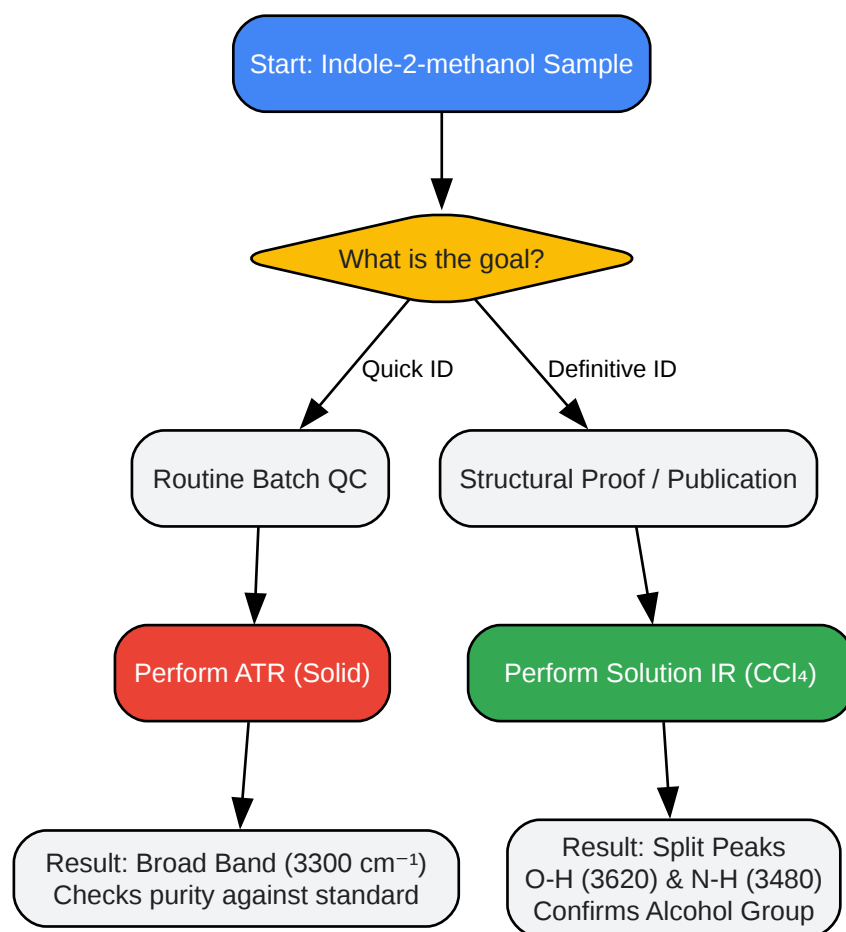 Start: Indole-2-methanol Sample
What is the goal?
Quick ID
Definitive ID
Routine Batch QC
Structural Proof / Publication
Perform ATR (Solid)
Perform Solution IR (CCl₄)
Result: Broad Band (3300 cm⁻¹)
Checks purity against standard
Result: Split Peaks
O-H (3620) & N-H (3480)
Confirms Alcohol Group